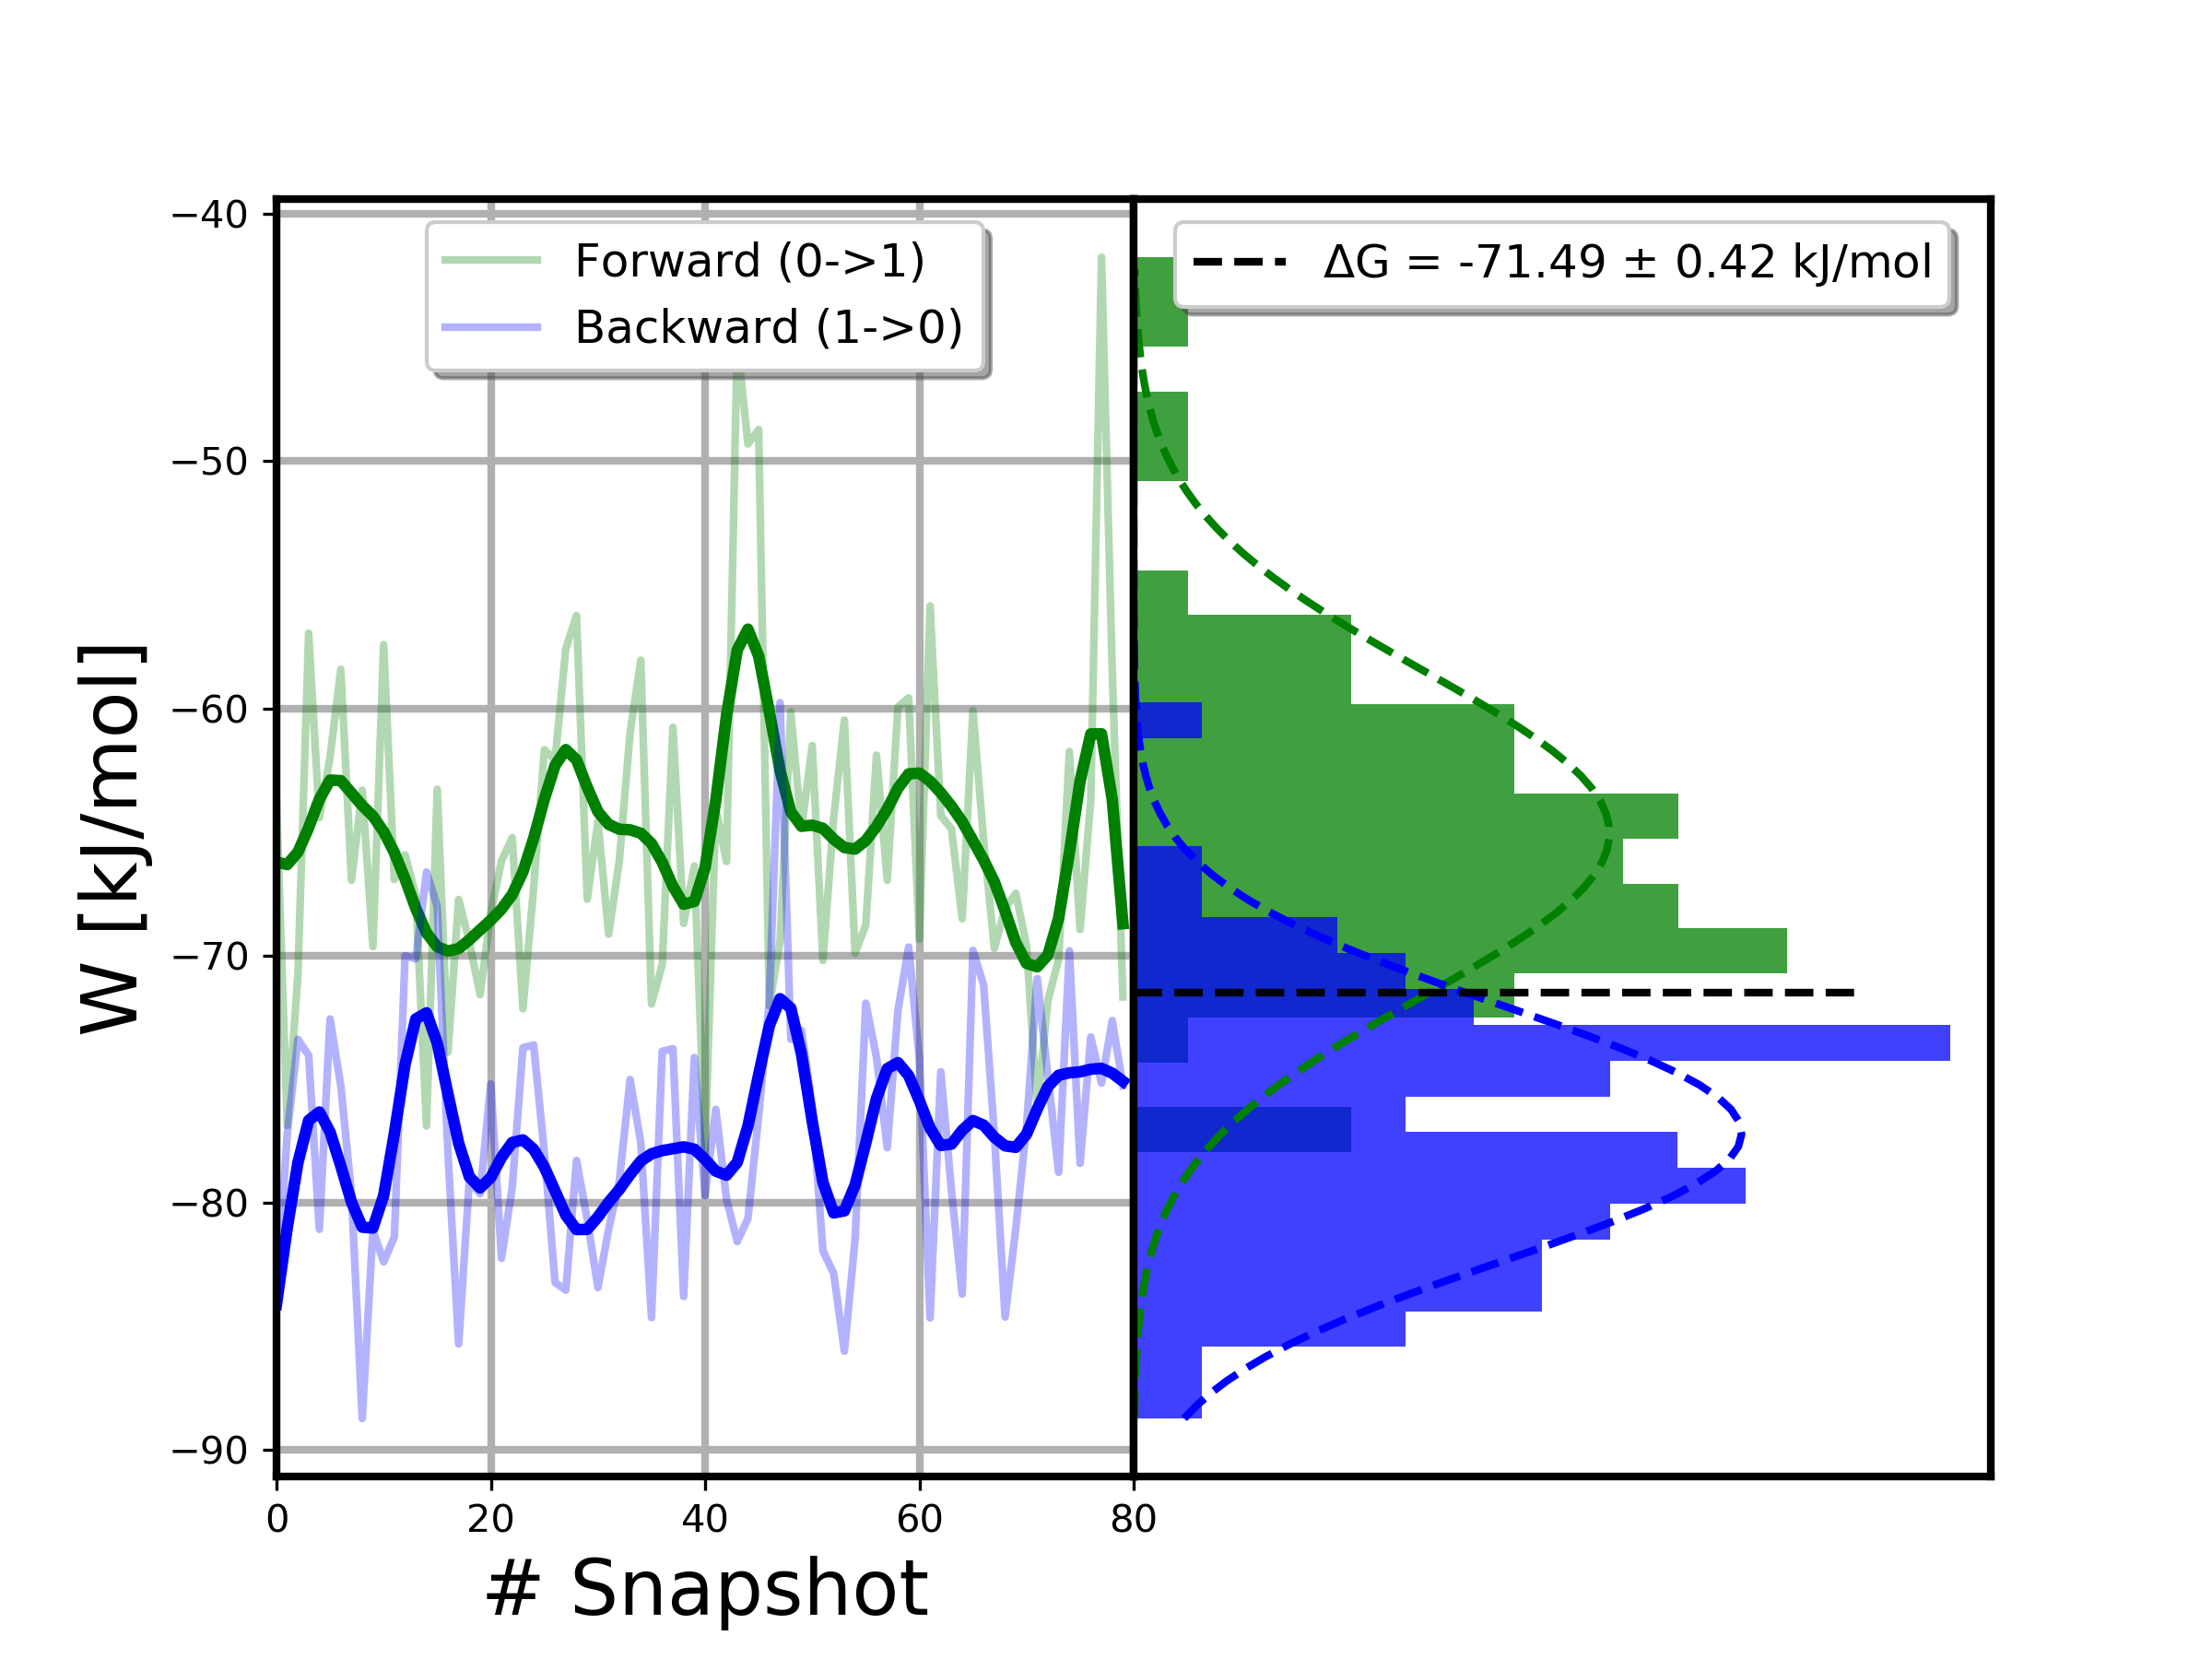 Forward (0->1)
Backward (1->0)
ΔG = -71.49 ± 0.42 kJ/mol
W [kJ/mol]
−40
−50
−60
−70
−80
−90
0
20
40
60
80
# Snapshot